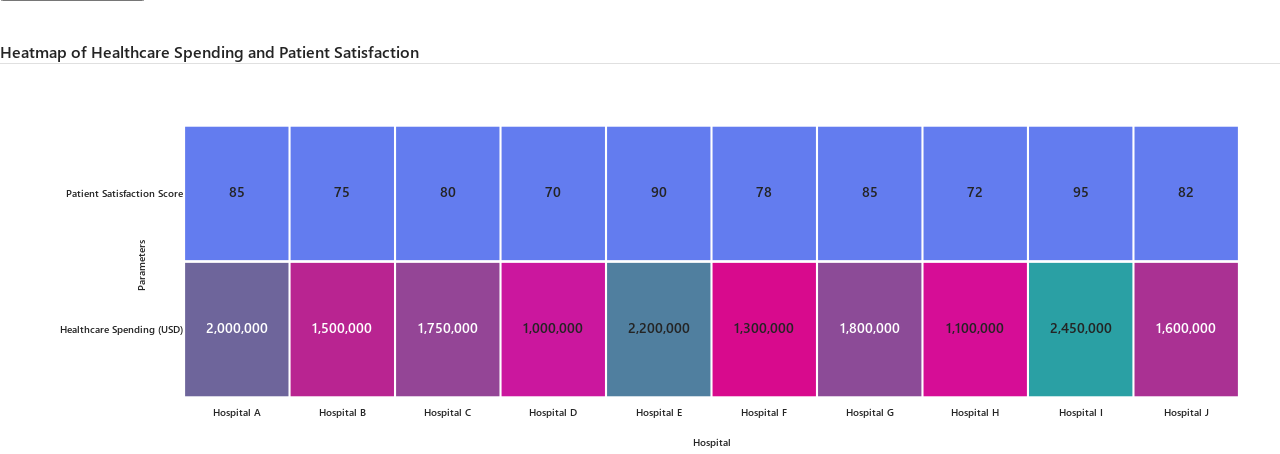 Heatmap of Healthcare Spending and Patient Satisfaction
Patient Satisfaction Score
85 75 80 70 90 78 85 72 95 82
Parameters
Healthcare Spending (USD)
2,000,000 1,500,000 1,750,000 1,000,000 2,200,000 1,300,000 1,800,000 1,100,000 2,450,000 1,600,000
Hospital A Hospital B Hospital C Hospital D Hospital E Hospital F Hospital G Hospital H Hospital I Hospital J
Hospital